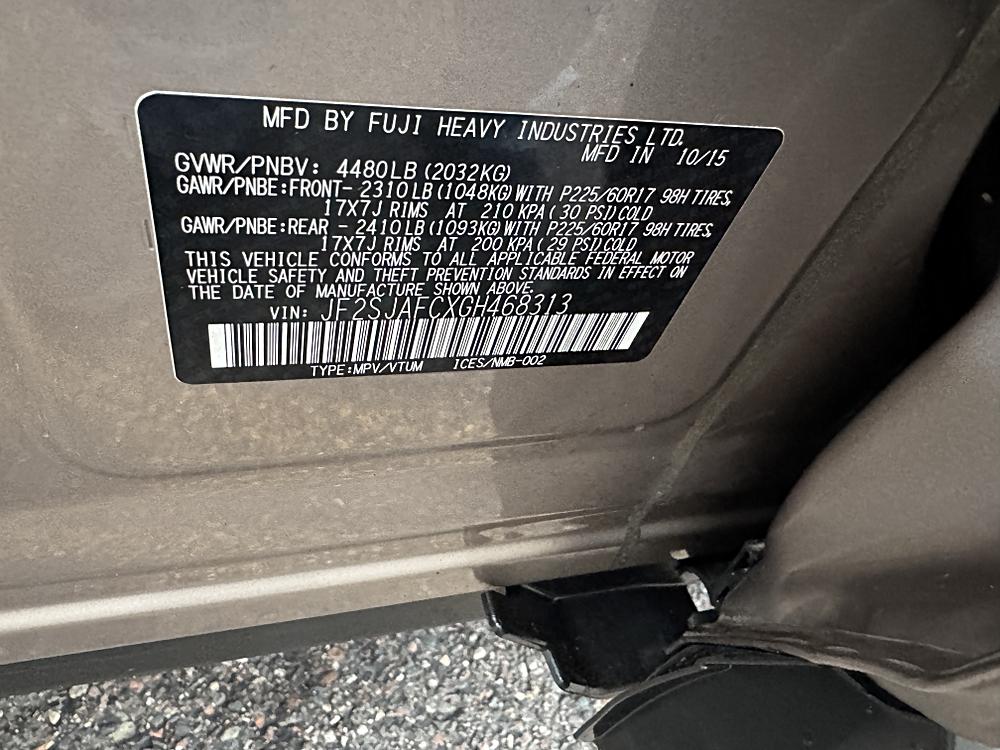 MFD BY FUJI HEAVY INDUSTRIES LTD.
MFD IN 10/15
GVWR/PNBV: 4480LB (2032KG)
GAWR/PNBE:FRONT- 2310LB (1048KG) WITH P225/60R17 98H TIRES,
17X7J RIMS AT 210 KPA ( 30 PSI) COLD
GAWR/PNBE:REAR - 2410LB (1093KG) WITH P225/60R17 98H TIRES,
17X7J RIMS AT 200 KPA ( 29 PSI) COLD
THIS VEHICLE CONFORMS TO ALL APPLICABLE FEDERAL MOTOR
VEHICLE SAFETY AND THEFT PREVENTION STANDARDS IN EFFECT ON
THE DATE OF MANUFACTURE SHOWN ABOVE.
VIN: JF2SJAFCXGH468313
TYPE:MPV/VTUM ICES/NMB-002